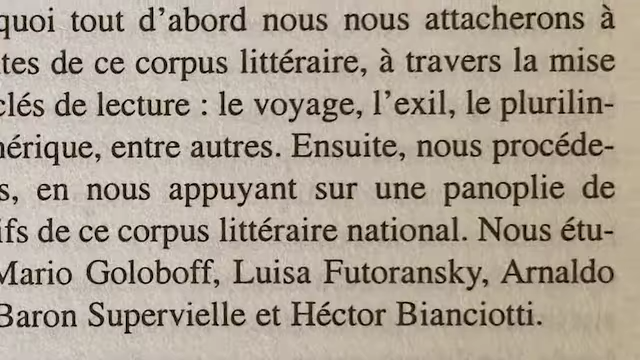 quoi tout d’abord nous nous attacherons à
tes de ce corpus littéraire, à travers la mise
clés de lecture : le voyage, l’exil, le plurilin-
érique, entre autres. Ensuite, nous procéde-
s, en nous appuyant sur une panoplie de
ifs de ce corpus littéraire national. Nous étu-
Mario Goloboff, Luisa Futoransky, Arnaldo
Baron Supervielle et Héctor Bianciotti.